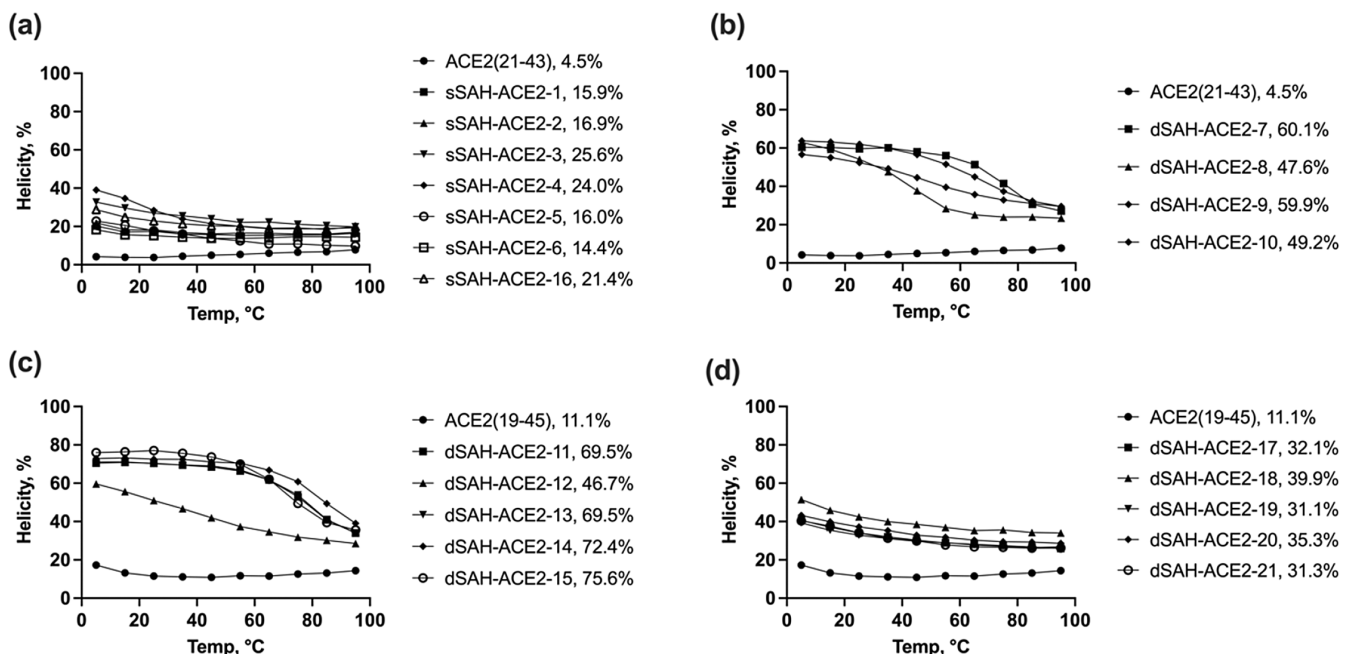 (a)
100
80
60
40
20
0
0 20 40 60 80 100
Helicity, %
Temp, °C
ACE2(21-43), 4.5%
sSAH-ACE2-1, 15.9%
sSAH-ACE2-2, 16.9%
sSAH-ACE2-3, 25.6%
sSAH-ACE2-4, 24.0%
sSAH-ACE2-5, 16.0%
sSAH-ACE2-6, 14.4%
sSAH-ACE2-16, 21.4%
(b)
100
80
60
40
20
0
0 20 40 60 80 100
Helicity, %
Temp, °C
ACE2(21-43), 4.5%
dSAH-ACE2-7, 60.1%
dSAH-ACE2-8, 47.6%
dSAH-ACE2-9, 59.9%
dSAH-ACE2-10, 49.2%
(c)
100
80
60
40
20
0
0 20 40 60 80 100
Helicity, %
Temp, °C
ACE2(19-45), 11.1%
dSAH-ACE2-11, 69.5%
dSAH-ACE2-12, 46.7%
dSAH-ACE2-13, 69.5%
dSAH-ACE2-14, 72.4%
dSAH-ACE2-15, 75.6%
(d)
100
80
60
40
20
0
0 20 40 60 80 100
Helicity, %
Temp, °C
ACE2(19-45), 11.1%
dSAH-ACE2-17, 32.1%
dSAH-ACE2-18, 39.9%
dSAH-ACE2-19, 31.1%
dSAH-ACE2-20, 35.3%
dSAH-ACE2-21, 31.3%